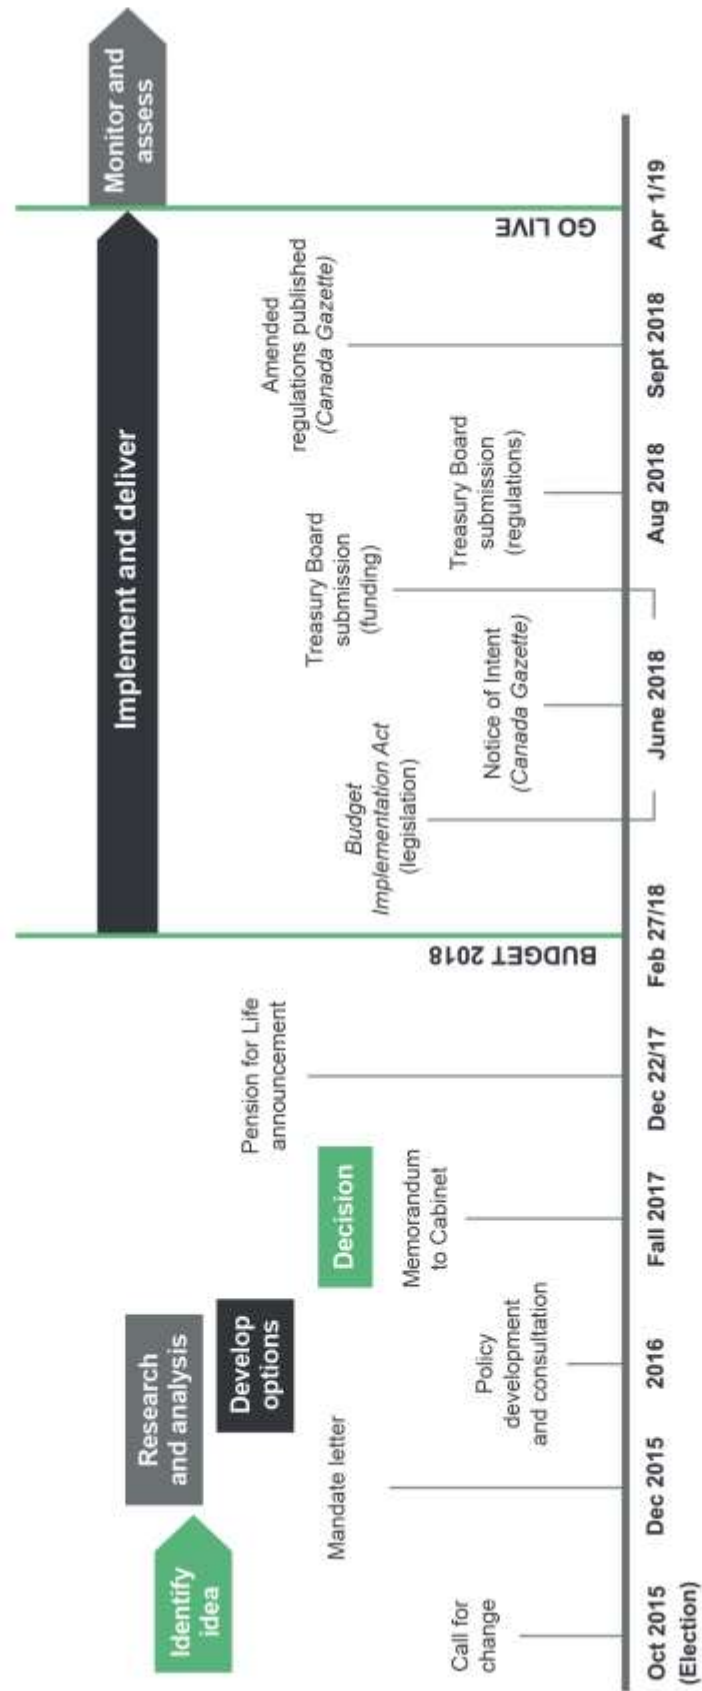 Identify
idea
Research
and analysis
Develop
options
Decision
Implement and deliver
Monitor and
assess
Call for
change
Mandate letter
Policy
development
and consultation
Memorandum
to Cabinet
Pension for Life
announcement
BUDGET 2018
Budget
Implementation Act
(legislation)
Notice of Intent
(Canada Gazette)
Treasury Board
submission
(funding)
Treasury Board
submission
(regulations)
Amended
regulations published
(Canada Gazette)
GO LIVE
Oct 2015
(Election)
Dec 2015
2016
Fall 2017
Dec 22/17
Feb 27/18
June 2018
Aug 2018
Sept 2018
Apr 1/19